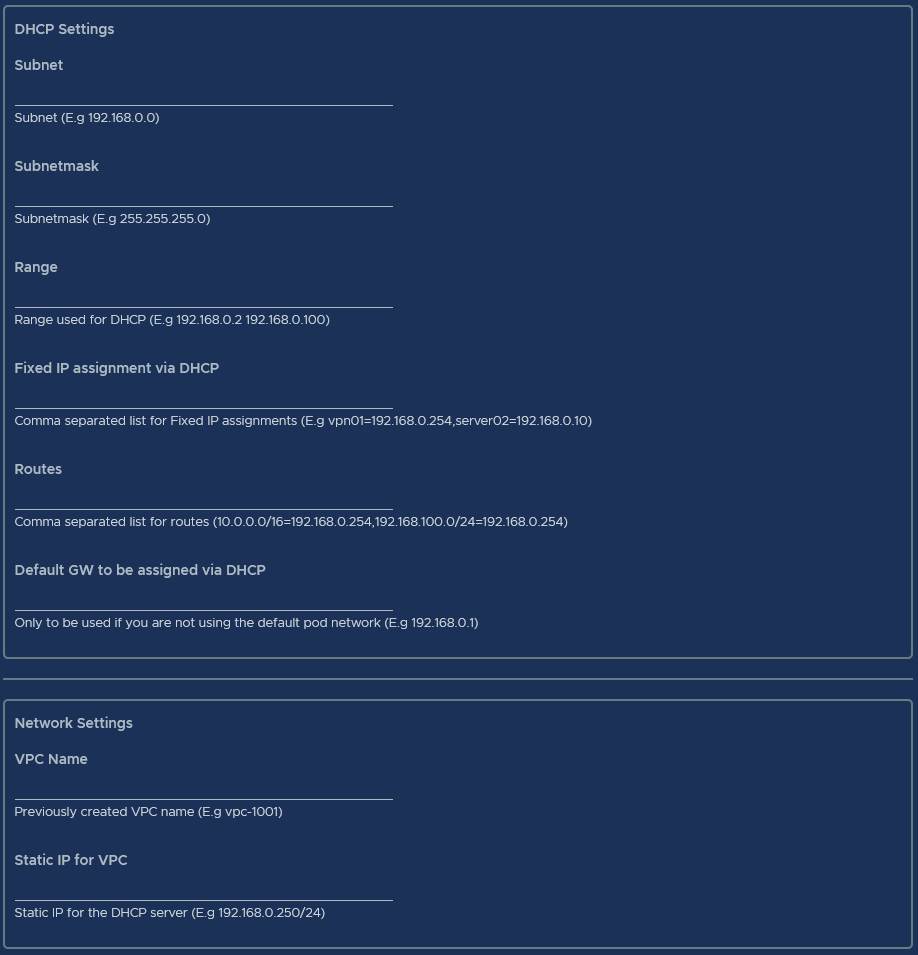 DHCP Settings
Subnet
Subnet (E.g 192.168.0.0)
Subnetmask
Subnetmask (E.g 255.255.255.0)
Range
Range used for DHCP (E.g 192.168.0.2 192.168.0.100)
Fixed IP assignment via DHCP
Comma separated list for Fixed IP assignments (E.g vpn01=192.168.0.254,server02=192.168.0.10)
Routes
Comma separated list for routes (10.0.0.0/16=192.168.0.254,192.168.100.0/24=192.168.0.254)
Default GW to be assigned via DHCP
Only to be used if you are not using the default pod network (E.g 192.168.0.1)
Network Settings
VPC Name
Previously created VPC name (E.g vpc-1001)
Static IP for VPC
Static IP for the DHCP server (E.g 192.168.0.250/24)